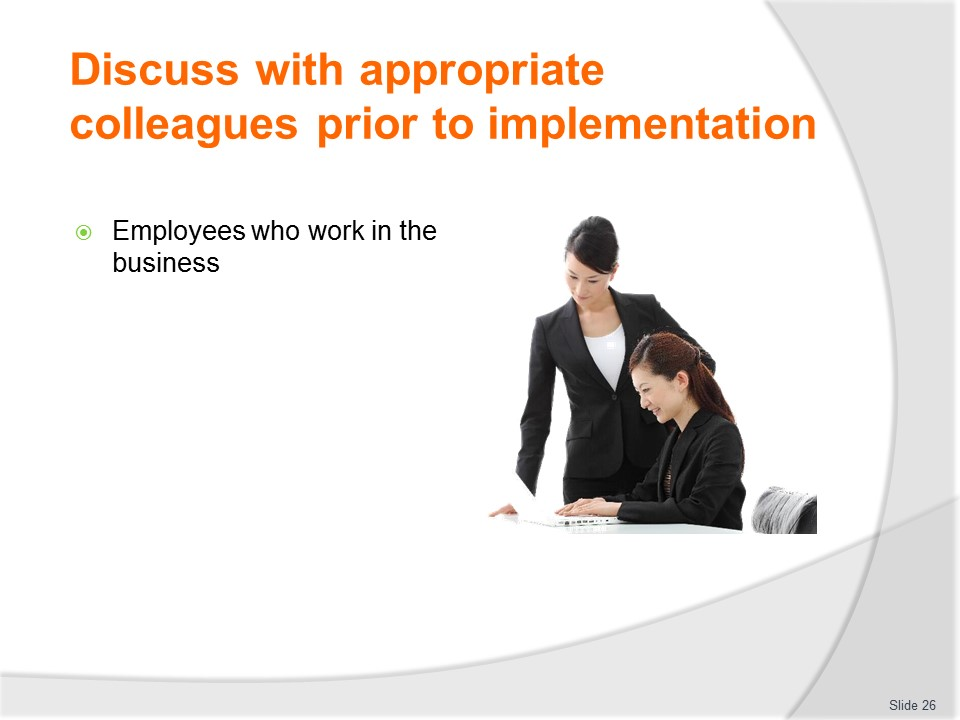 Discuss with appropriate
colleagues prior to implementation
Employees who work in the
business
Slide 26